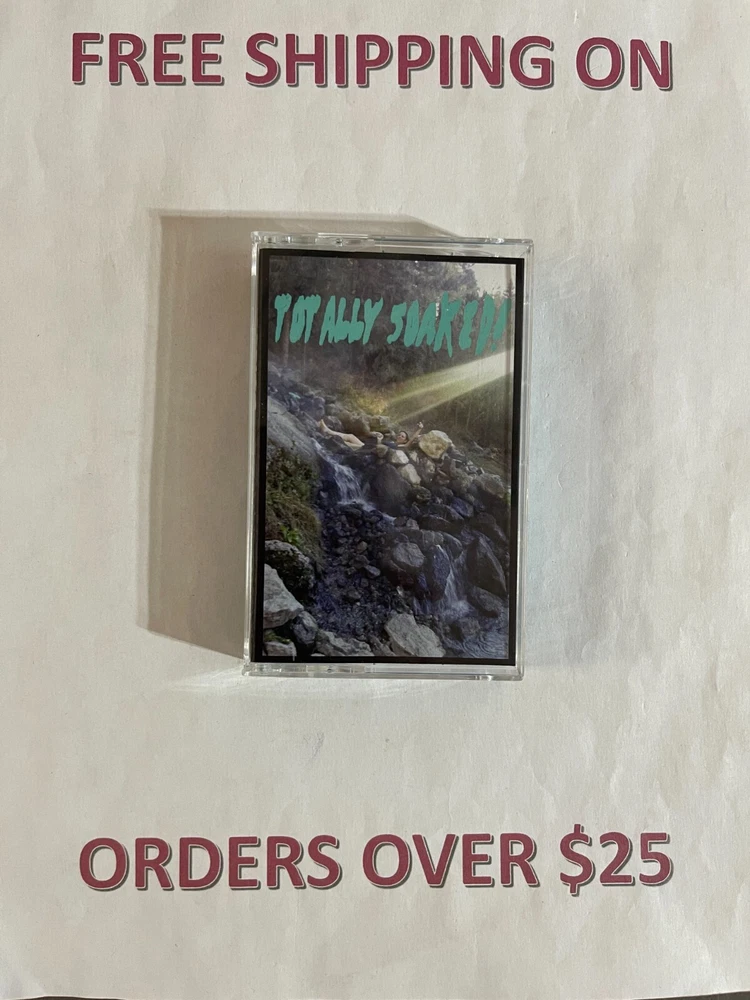 FREE SHIPPING ON
TOTALLY SOAKED!
ORDERS OVER $25